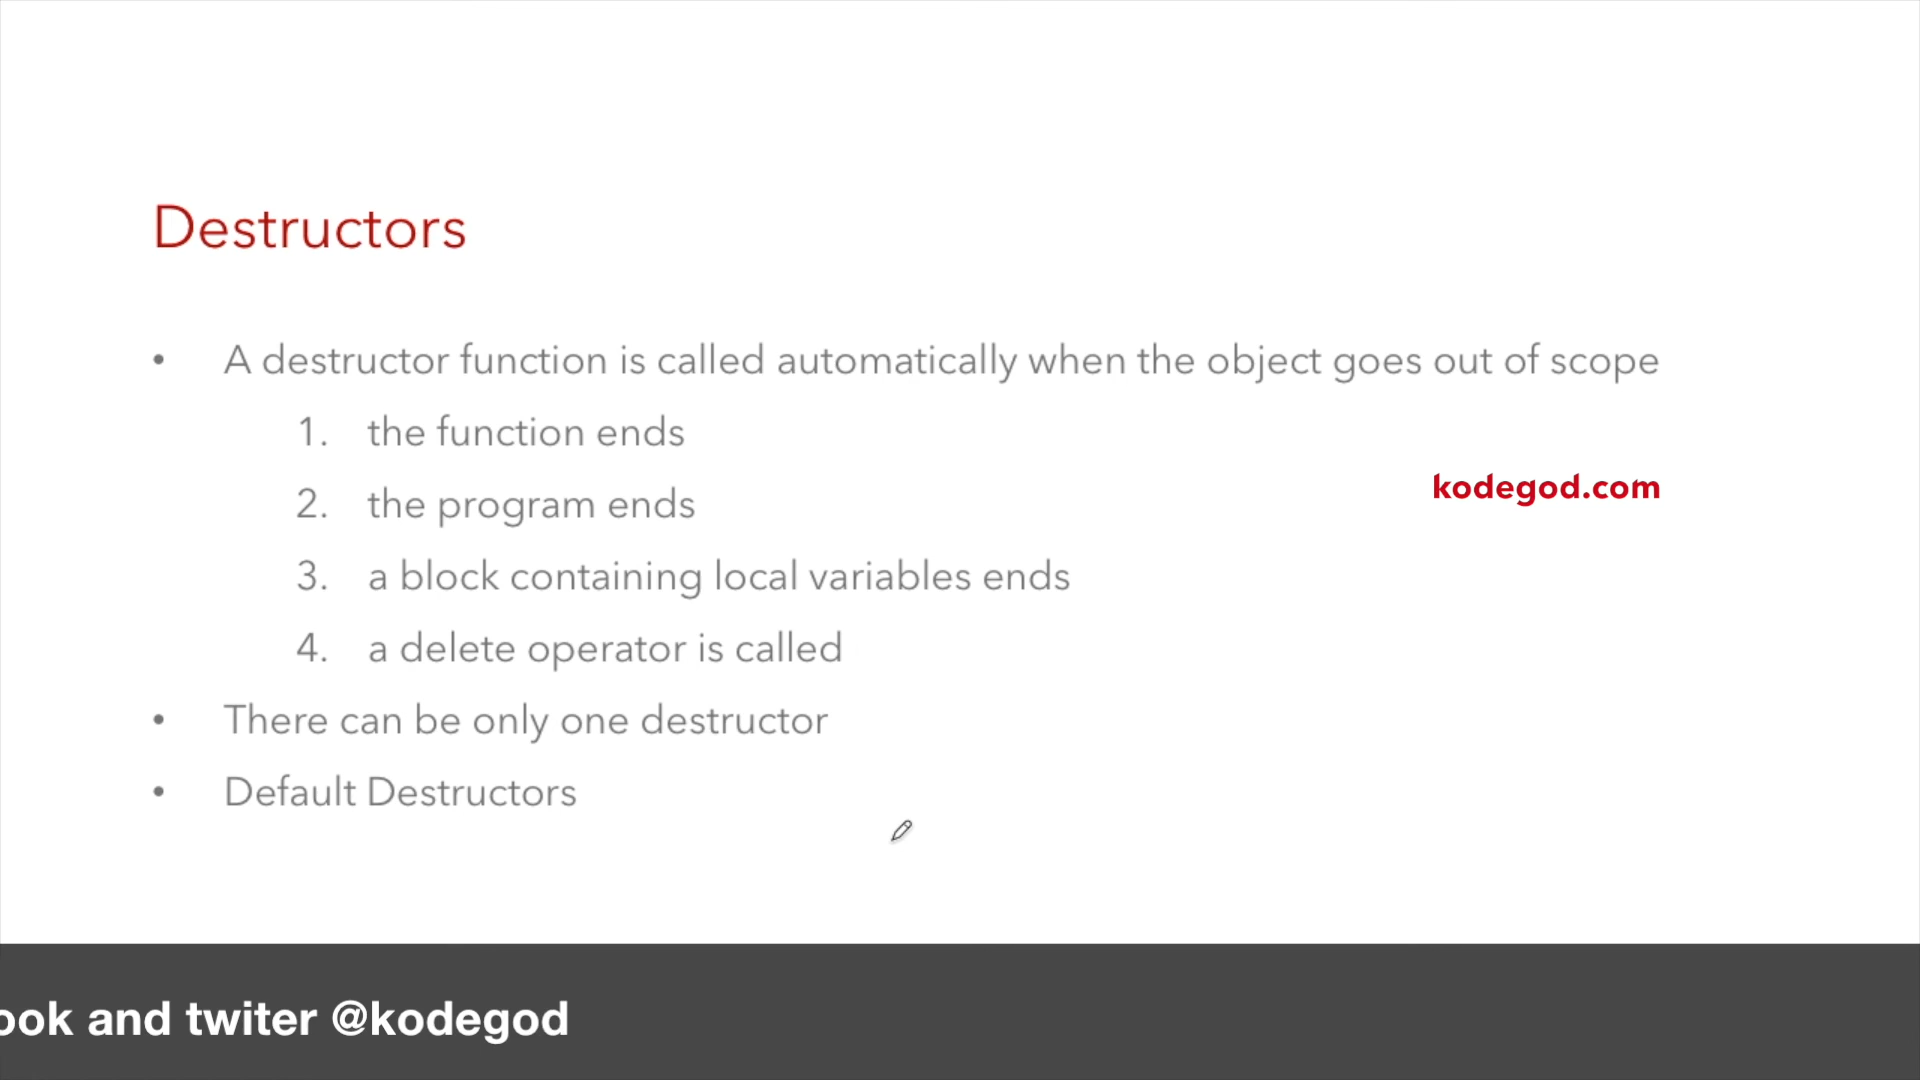 Destructors
• A destructor function is called automatically when the object goes out of scope
1. the function ends
kodegod.com
2. the program ends
3. a block containing local variables ends
4. a delete operator is called
• There can be only one destructor
• Default Destructors
and twiter @kodegod